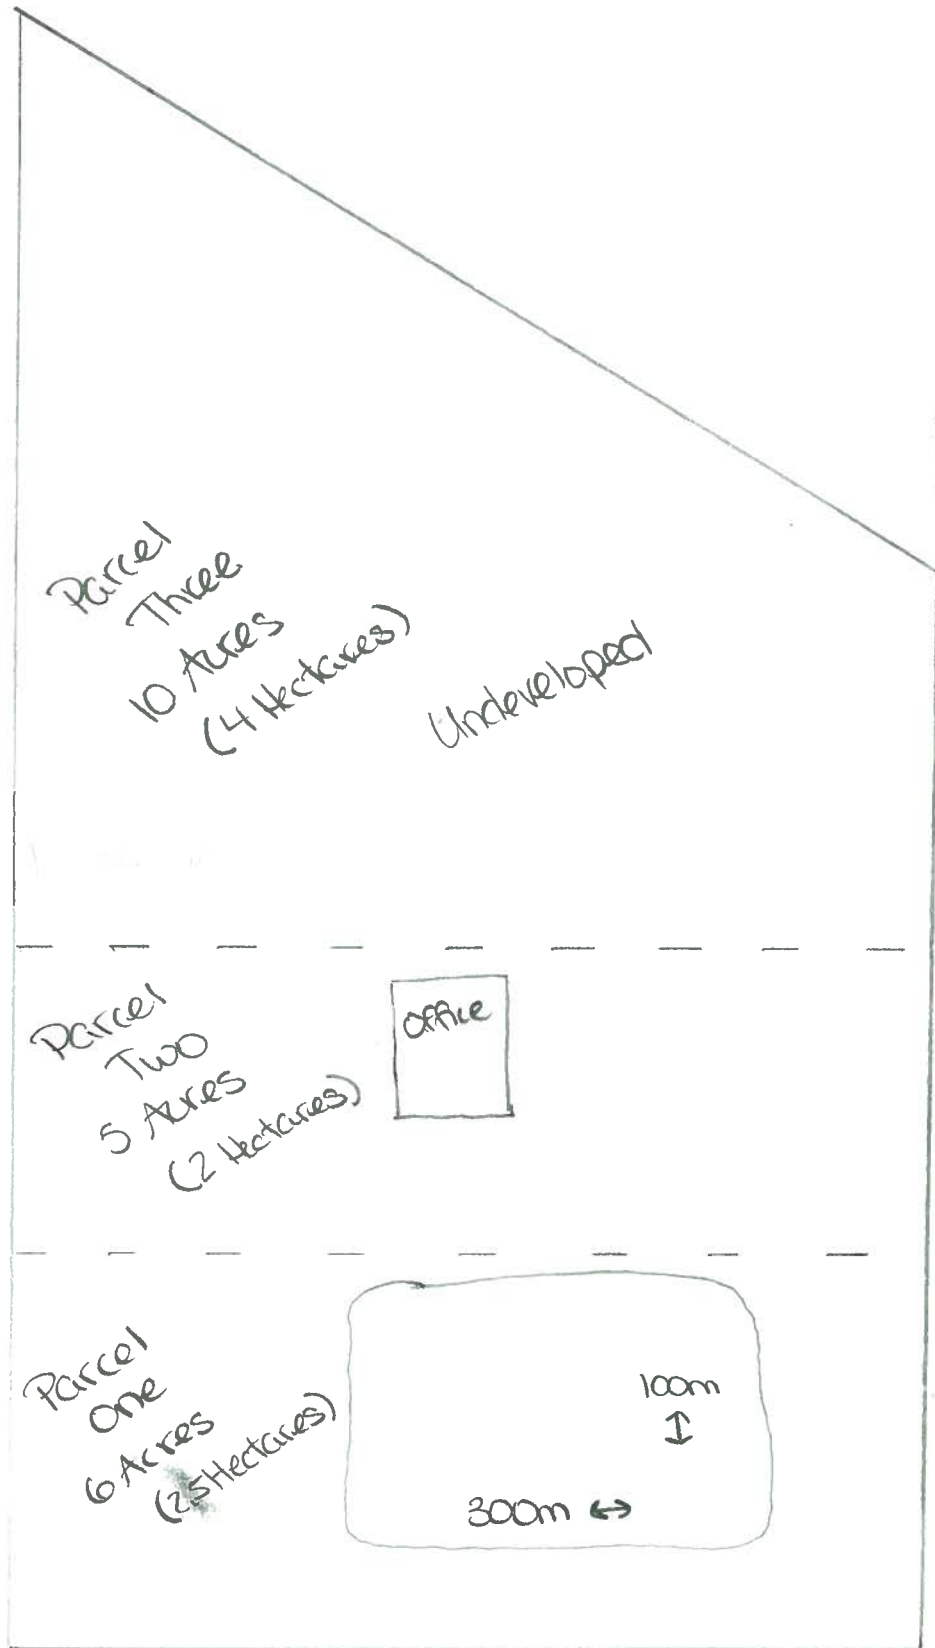 Parcel
Three
10 Acres
(4 Hectares)
Undeveloped
Parcel
Two
5 Acres
(2 Hectares)
Office
Parcel
One
6 Acres
(2.5 Hectares)
100m
↕
300m ↔